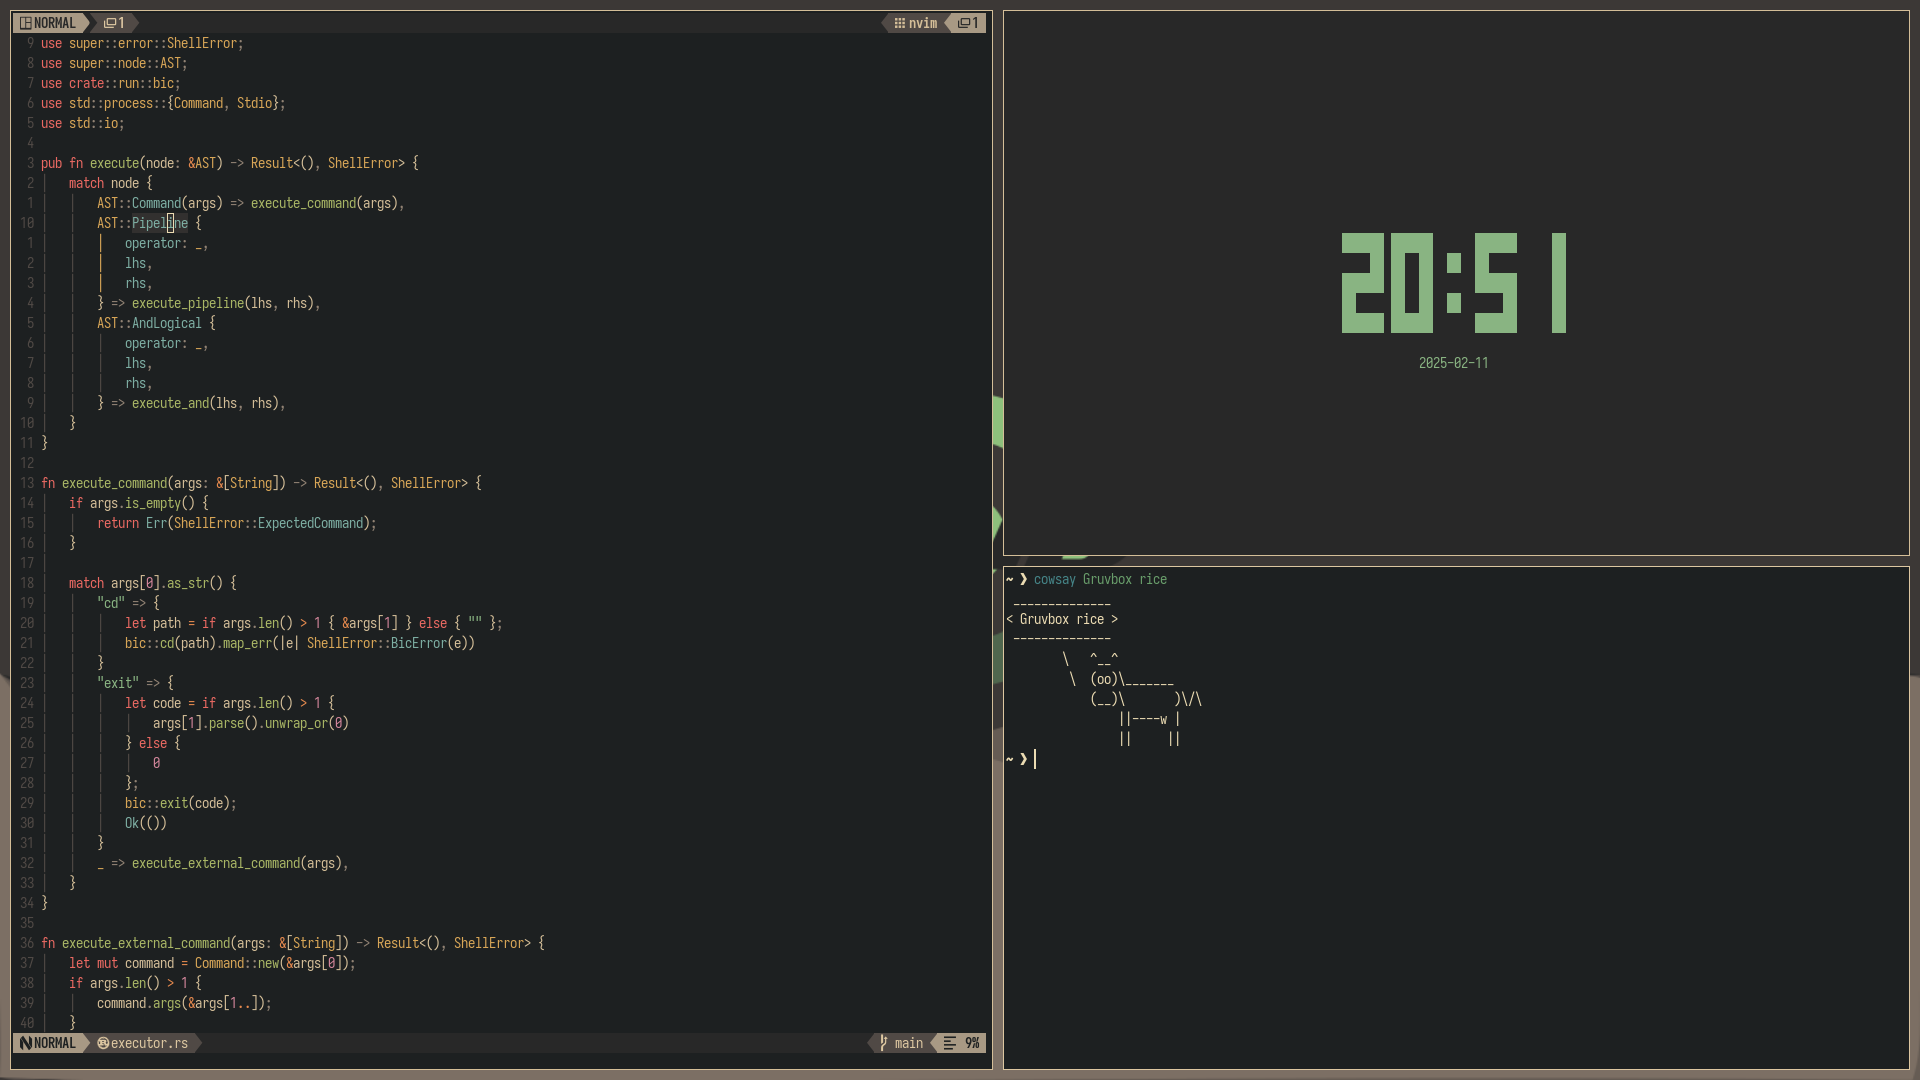 NORMAL 1 nvim 1
9 use super::error::ShellError;
8 use super::node::AST;
7 use crate::run::bic;
6 use std::process::{Command, Stdio};
5 use std::io;
4
3 pub fn execute(node: &AST) -> Result<(), ShellError> {
2 match node {
1 AST::Command(args) => execute_command(args),
10 AST::Pipeline {
1 operator: _,
2 lhs,
3 rhs,
4 } => execute_pipeline(lhs, rhs),
5 AST::AndLogical {
6 operator: _,
7 lhs,
8 rhs,
9 } => execute_and(lhs, rhs),
10 }
11 }
12
13 fn execute_command(args: &[String]) -> Result<(), ShellError> {
14 if args.is_empty() {
15 return Err(ShellError::ExpectedCommand);
16 }
17
18 match args[0].as_str() {
19 "cd" => {
20 let path = if args.len() > 1 { &args[1] } else { "" };
21 bic::cd(path).map_err(|e| ShellError::BicError(e))
22 }
23 "exit" => {
24 let code = if args.len() > 1 {
25 args[1].parse().unwrap_or(0)
26 } else {
27 0
28 };
29 bic::exit(code);
30 Ok(())
31 }
32 _ => execute_external_command(args),
33 }
34 }
35
36 fn execute_external_command(args: &[String]) -> Result<(), ShellError> {
37 let mut command = Command::new(&args[0]);
38 if args.len() > 1 {
39 command.args(&args[1..]);
40 }
NORMAL executor.rs main 9%
20:51
2025-02-11
~ ❯ cowsay Gruvbox rice
 ______________
< Gruvbox rice >
 --------------
        \   ^__^
         \  (oo)\_______
            (__)\       )\/\
                ||----w |
                ||     ||
~ ❯